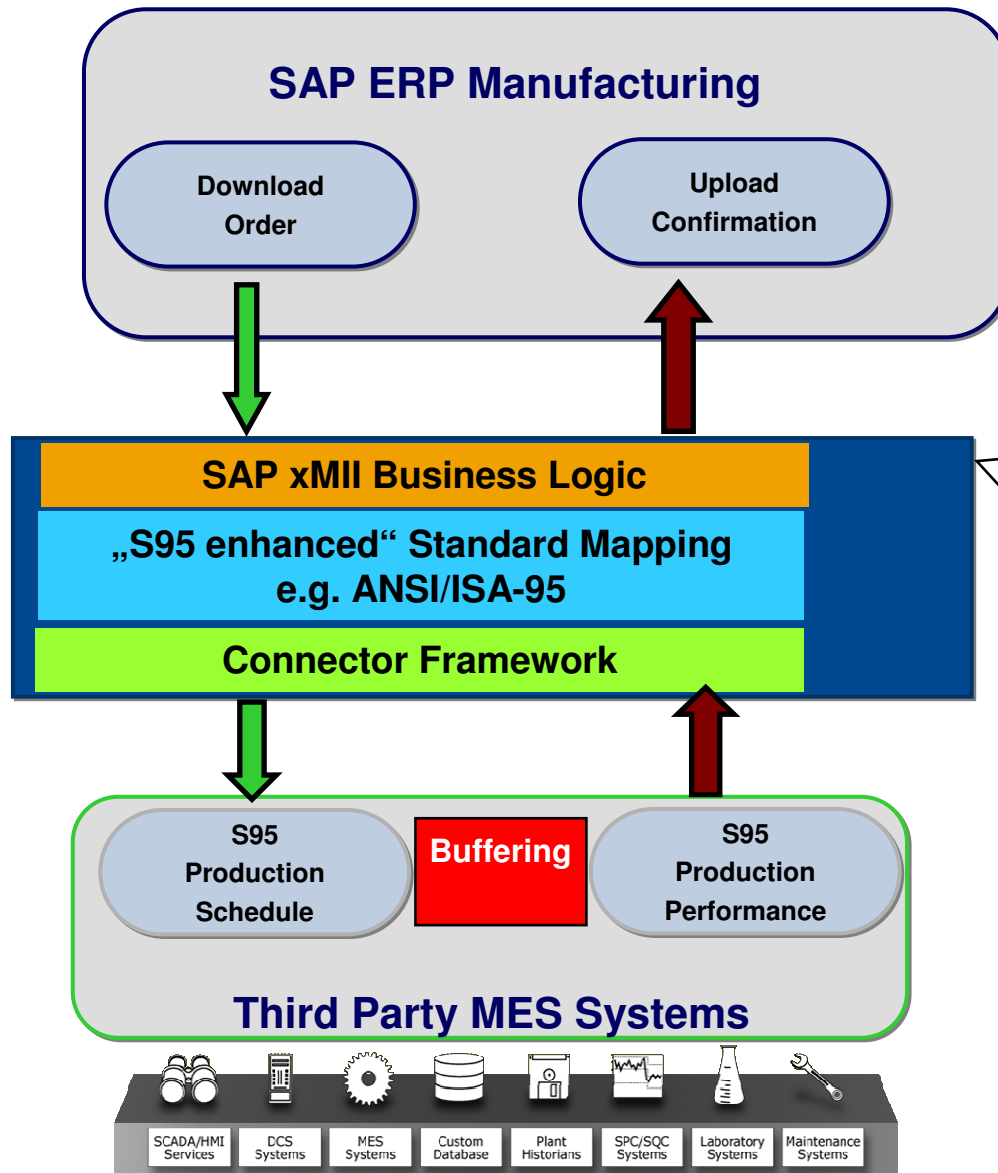 SAP ERP Manufacturing
Download
Order
Upload
Confirmation
SAP xMII Business Logic
„S95 enhanced“ Standard Mapping
e.g. ANSI/ISA-95
Connector Framework
S95
Production
Schedule
Buffering
S95
Production
Performance
Third Party MES Systems
SCADA/HMI
Services
DCS
Systems
MES
Systems
Custom
Database
Plant
Historians
SPC/SQC
Systems
Laboratory
Systems
Maintenance
Systems